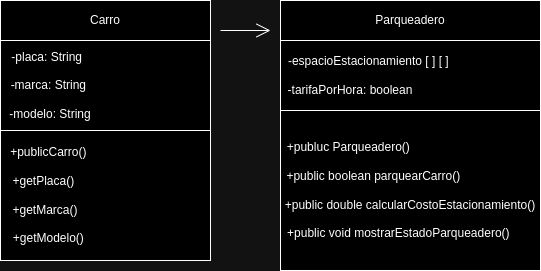 Carro
-placa: String
-marca: String
-modelo: String
+publicCarro()
+getPlaca()
+getMarca()
+getModelo()
Parqueadero
-espacioEstacionamiento [ ] [ ]
-tarifaPorHora: boolean
+publuc Parqueadero()
+public boolean parquearCarro()
+public double calcularCostoEstacionamiento()
+public void mostrarEstadoParqueadero()